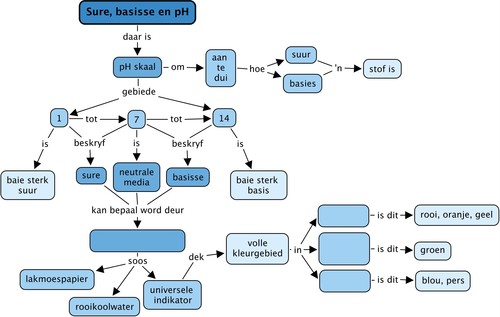 Sure, basisse en pH
daar is
pH skaal
om
aan
te
dui
hoe
suur
basies
'n
stof is
gebiede
1
tot
7
tot
14
is
beskryf
is
beskryf
is
baie sterk
suur
sure
neutrale
media
basisse
baie sterk
basis
kan bepaal word deur
soos
lakmoespapier
rooikoolwater
universele
indikator
dek
volle
kleurgebied
in
is dit
rooi, oranje, geel
is dit
groen
is dit
blou, pers